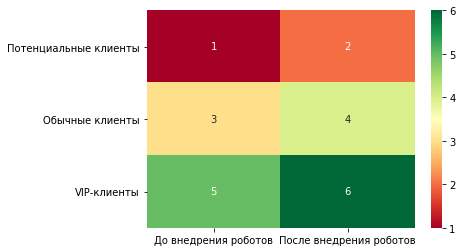 Потенциальные клиенты
1
2
Обычные клиенты
3
4
VIP-клиенты
5
6
До внедрения роботов
После внедрения роботов
6
5
4
3
2
1